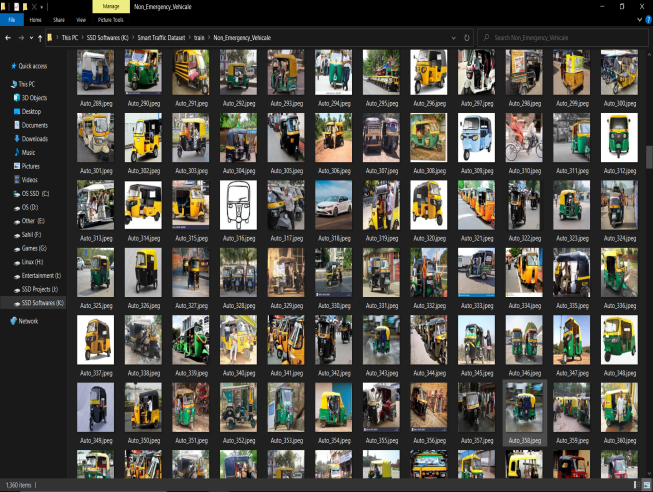 Manage
Non_Emergency_Vehicale
File Home Share View Picture Tools
This PC > SSD Softwares (K:) > Smart Traffic Dataset > train > Non_Emergency_Vehicale
Search Non_Emergency_Vehicale
Quick access
This PC
3D Objects
Desktop
Documents
Downloads
Music
Pictures
Videos
OS SSD (C:)
OS (D:)
Other (E:)
Sahil (F:)
Games (G:)
Linax (H:)
Entertainment (I:)
SSD Projects (J:)
SSD Softwares (K:)
Network
Auto_289.jpeg Auto_290.jpeg Auto_291.jpeg Auto_292.jpeg Auto_293.jpeg Auto_294.jpeg Auto_295.jpeg Auto_296.jpeg Auto_297.jpeg Auto_298.jpeg Auto_299.jpeg Auto_300.jpeg
Auto_301.jpeg Auto_302.jpeg Auto_303.jpeg Auto_304.jpeg Auto_305.jpeg Auto_306.jpeg Auto_307.jpeg Auto_308.jpeg Auto_309.jpeg Auto_310.jpeg Auto_311.jpeg Auto_312.jpeg
Auto_313.jpeg Auto_314.jpeg Auto_315.jpeg Auto_316.jpeg Auto_317.jpeg Auto_318.jpeg Auto_319.jpeg Auto_320.jpeg Auto_321.jpeg Auto_322.jpeg Auto_323.jpeg Auto_324.jpeg
Auto_325.jpeg Auto_326.jpeg Auto_327.jpeg Auto_328.jpeg Auto_329.jpeg Auto_330.jpeg Auto_331.jpeg Auto_332.jpeg Auto_333.jpeg Auto_334.jpeg Auto_335.jpeg Auto_336.jpeg
Auto_337.jpeg Auto_338.jpeg Auto_339.jpeg Auto_340.jpeg Auto_341.jpeg Auto_342.jpeg Auto_343.jpeg Auto_344.jpeg Auto_345.jpeg Auto_346.jpeg Auto_347.jpeg Auto_348.jpeg
Auto_349.jpeg Auto_350.jpeg Auto_351.jpeg Auto_352.jpeg Auto_353.jpeg Auto_354.jpeg Auto_355.jpeg Auto_356.jpeg Auto_357.jpeg Auto_358.jpeg Auto_359.jpeg Auto_360.jpeg
1,360 items